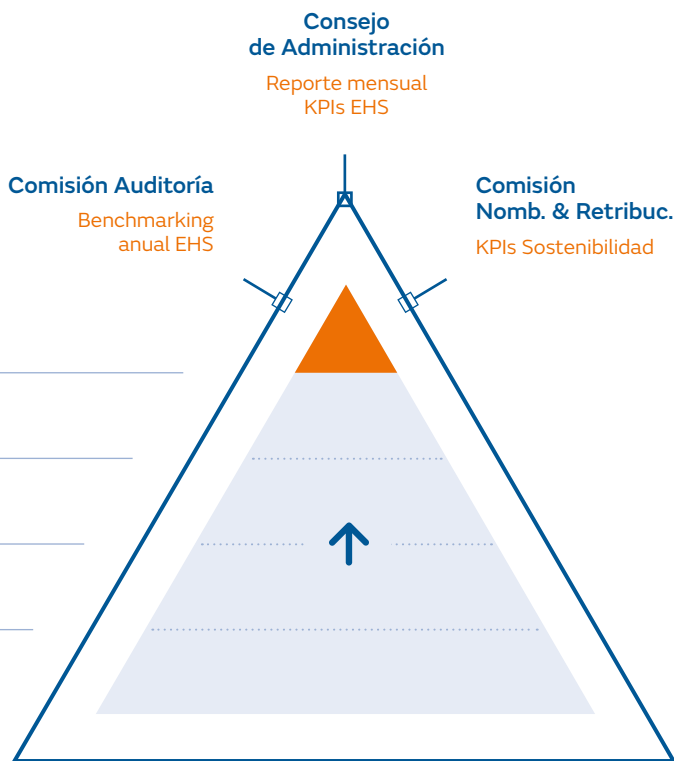 Consejo
de Administración
Reporte mensual
KPIs EHS
Comisión Auditoría
Benchmarking
anual EHS
Comisión
Nomb. & Retribuc.
KPIs Sostenibilidad